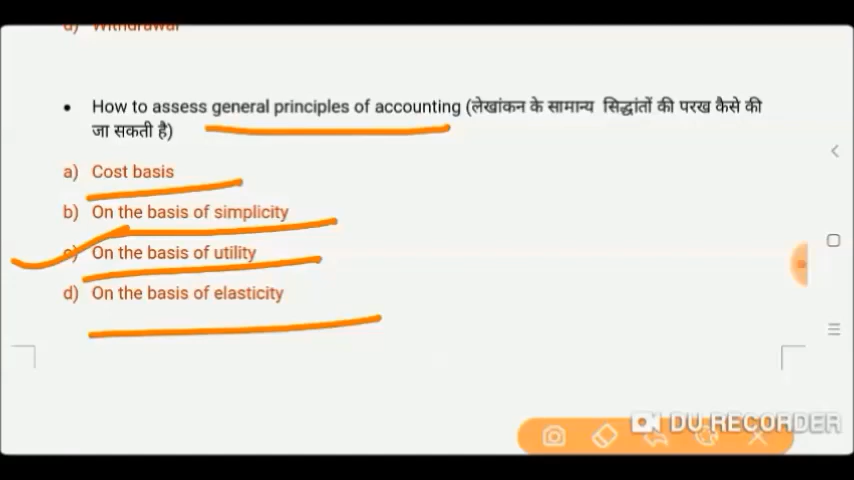 d) Withdrawal
• How to assess general principles of accounting (लेखांकन के सामान्य सिद्धांतों की परख कैसे की
जा सकती है)
a) Cost basis
b) On the basis of simplicity
c) On the basis of utility
d) On the basis of elasticity
DU RECORDER